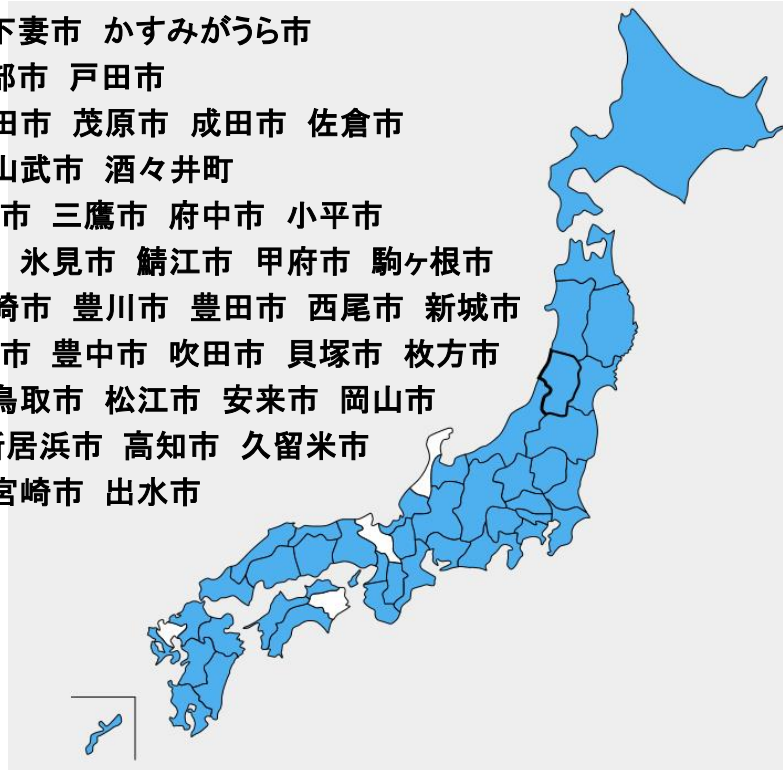 下妻市 かすみがうら市
部市 戸田市
田市 茂原市 成田市 佐倉市
山武市 酒々井町
市 三鷹市 府中市 小平市
氷見市 鯖江市 甲府市 駒ヶ根市
崎市 豊川市 豊田市 西尾市 新城市
市 豊中市 吹田市 貝塚市 枚方市
鳥取市 松江市 安来市 岡山市
居浜市 高知市 久留米市
宮崎市 出水市